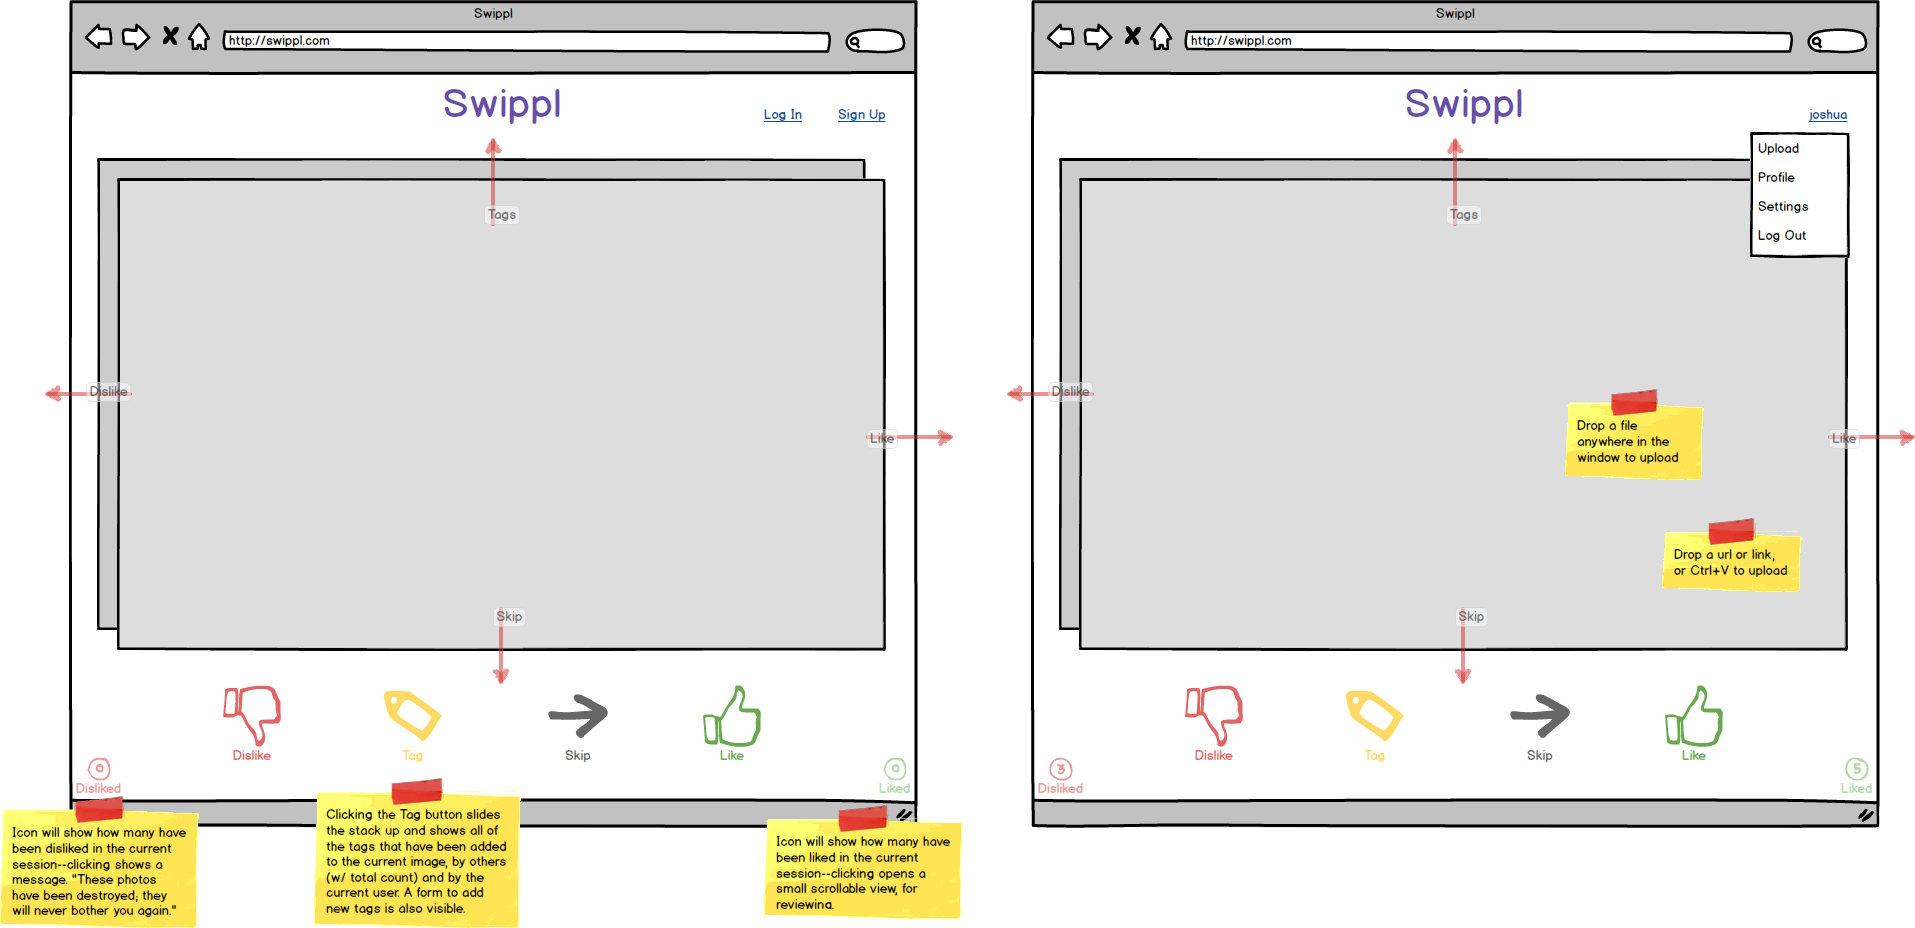 Swippl
http://swippl.com
Swippl
Log In
Sign Up
Tags
Dislike
Like
Skip
Dislike
Tag
Skip
Like
0
Disliked
0
Liked
Icon will show how many have
been disliked in the current
session--clicking shows a
message. "These photos
have been destroyed; they
will never bother you again."
Clicking the Tag button slides
the stack up and shows all of
the tags that have been added
to the current image, by others
(w/ total count) and by the
current user. A form to add
new tags is also visible.
Icon will show how many have
been liked in the current
session--clicking opens a
small scrollable view, for
reviewing.
Swippl
http://swippl.com
Swippl
joshua
Upload
Profile
Settings
Log Out
Tags
Dislike
Like
Drop a file
anywhere in the
window to upload
Drop a url or link,
or Ctrl+V to upload
Skip
Dislike
Tag
Skip
Like
3
Disliked
5
Liked